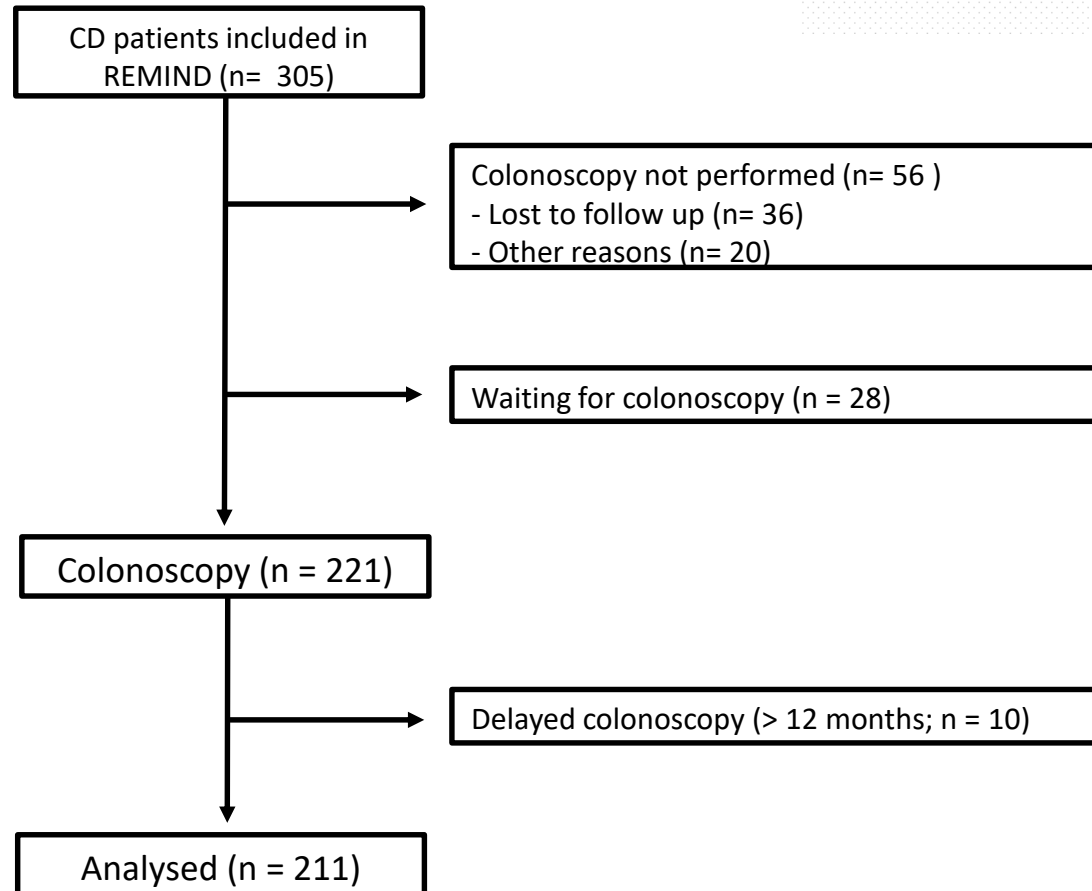 CD patients included in
REMIND (n=  305)
Colonoscopy not performed (n= 56 )
- Lost to follow up (n= 36)
- Other reasons (n= 20)
Waiting for colonoscopy (n = 28)
Colonoscopy (n = 221)
Delayed colonoscopy (> 12 months; n = 10)
Analysed (n = 211)